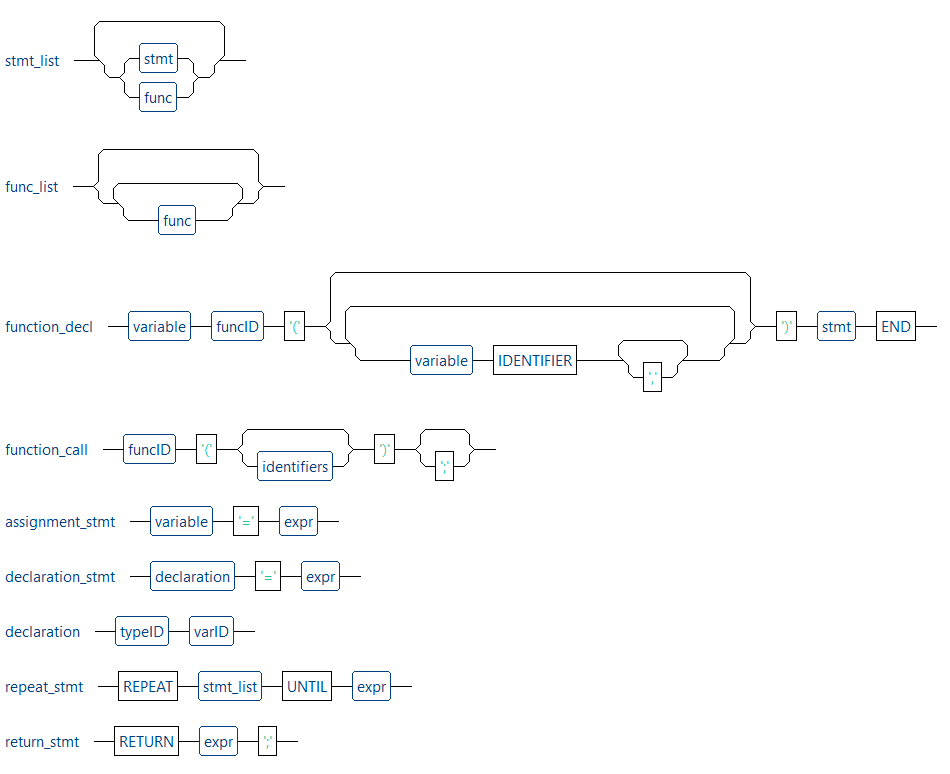 stmt_list stmt
func
func_list
func
function_decl variable funcID '(' ')' stmt END
variable IDENTIFIER
','
function_call funcID '(' ')'
identifiers ';'
assignment_stmt variable '=' expr
declaration_stmt declaration '=' expr
declaration typeID varID
repeat_stmt REPEAT stmt_list UNTIL expr
return_stmt RETURN expr ';'